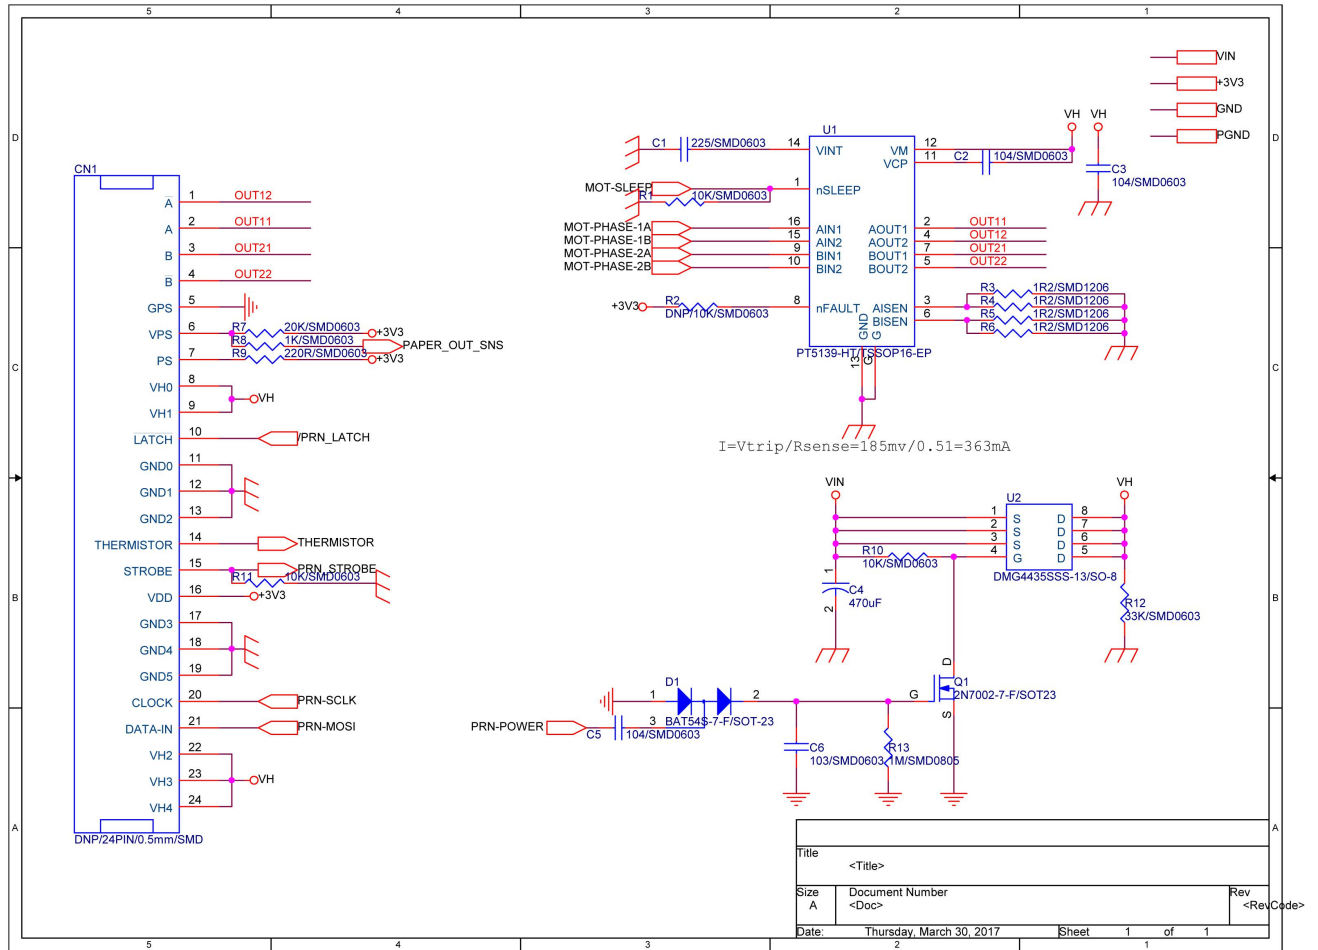 5 4 3 2 1
D
C
B
A
VIN
+3V3
GND
PGND
CN1
A 1 OUT12
A 2 OUT11
B 3 OUT21
B 4 OUT22
GPS 5
VPS 6 R7 20K/SMD0603 +3V3
R8 1K/SMD0603 PAPER_OUT_SNS
PS 7 R9 220R/SMD0603 +3V3
VH0 8
VH
VH1 9
LATCH 10 /PRN_LATCH
GND0 11
GND1 12
GND2 13
THERMISTOR 14 THERMISTOR
STROBE 15 PRN_STROBE
R11 10K/SMD0603
VDD 16 +3V3
GND3 17
GND4 18
GND5 19
CLOCK 20 PRN-SCLK
DATA-IN 21 PRN-MOSI
VH2 22
VH3 23 VH
VH4 24
DNP/24PIN/0.5mm/SMD
U1
C1 225/SMD0603 14 VINT
MOT-SLEEP 1 nSLEEP
R1 10K/SMD0603
MOT-PHASE-1A 16 AIN1
MOT-PHASE-1B 15 AIN2
MOT-PHASE-2A 9 BIN1
MOT-PHASE-2B 10 BIN2
+3V3 R2 8 nFAULT
DNP/10K/SMD0603
VM 12
VCP 11 C2 104/SMD0603
VH VH
C3
104/SMD0603
AOUT1 2 OUT11
AOUT2 4 OUT12
BOUT1 7 OUT21
BOUT2 5 OUT22
AISEN 3
BISEN 6
R3 1R2/SMD1206
R4 1R2/SMD1206
R5 1R2/SMD1206
R6 1R2/SMD1206
GND
G
13
G
PT5139-HT/TSSOP16-EP
I=Vtrip/Rsense=185mv/0.51=363mA
VIN
U2
VH
1 S D 8
2 S D 7
3 S D 6
4 G D 5
R10
10K/SMD0603
DMG4435SSS-13/SO-8
1
C4
470uF
2
R12
33K/SMD0603
D1
1 2
3 BAT54S-7-F/SOT-23
PRN-POWER
C5 104/SMD0603
D
G
S
Q1
2N7002-7-F/SOT23
C6
103/SMD0603
R13
1M/SMD0805
Title
<Title>
Size Document Number Rev
A <Doc> <RevCode>
Date: Thursday, March 30, 2017 Sheet 1 of 1
D
C
B
A
5 4 3 2 1